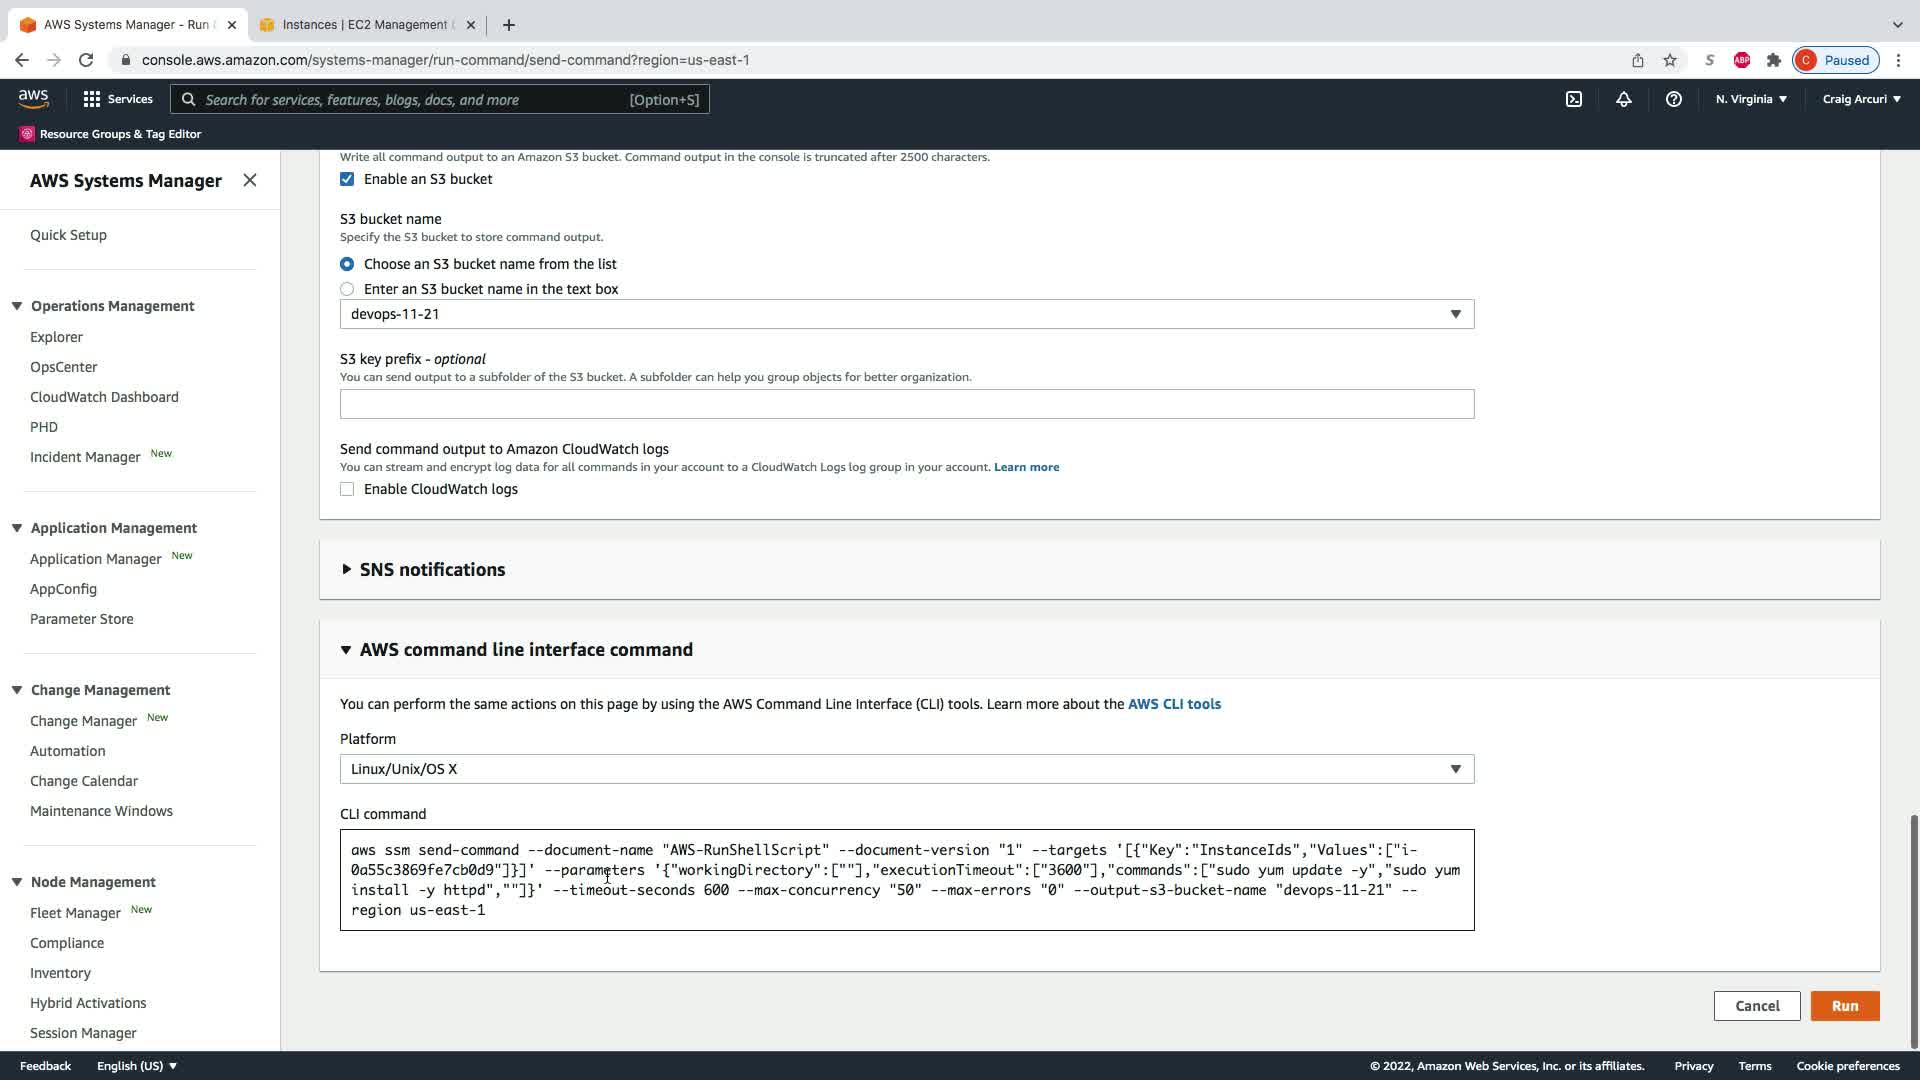 AWS Systems Manager - Run C
Instances | EC2 Management C
console.aws.amazon.com/systems-manager/run-command/send-command?region=us-east-1
S
ABP
C
Paused
aws
Services
Search for services, features, blogs, docs, and more
[Option+S]
N. Virginia
Craig Arcuri
Resource Groups & Tag Editor
AWS Systems Manager
Quick Setup
Operations Management
Explorer
OpsCenter
CloudWatch Dashboard
PHD
Incident Manager New
Application Management
Application Manager New
AppConfig
Parameter Store
Change Management
Change Manager New
Automation
Change Calendar
Maintenance Windows
Node Management
Fleet Manager New
Compliance
Inventory
Hybrid Activations
Session Manager
Write all command output to an Amazon S3 bucket. Command output in the console is truncated after 2500 characters.
Enable an S3 bucket
S3 bucket name
Specify the S3 bucket to store command output.
Choose an S3 bucket name from the list
Enter an S3 bucket name in the text box
devops-11-21
S3 key prefix - optional
You can send output to a subfolder of the S3 bucket. A subfolder can help you group objects for better organization.
Send command output to Amazon CloudWatch logs
You can stream and encrypt log data for all commands in your account to a CloudWatch Logs log group in your account. Learn more
Enable CloudWatch logs
SNS notifications
AWS command line interface command
You can perform the same actions on this page by using the AWS Command Line Interface (CLI) tools. Learn more about the AWS CLI tools
Platform
Linux/Unix/OS X
CLI command
aws ssm send-command --document-name "AWS-RunShellScript" --document-version "1" --targets '[{"Key":"InstanceIds","Values":["i-
0a55c3869fe7cb0d9"]}]' --parameters '{"workingDirectory":[""],"executionTimeout":["3600"],"commands":["sudo yum update -y","sudo yum
install -y httpd",""]}' --timeout-seconds 600 --max-concurrency "50" --max-errors "0" --output-s3-bucket-name "devops-11-21" --
region us-east-1
Cancel
Run
Feedback
English (US)
© 2022, Amazon Web Services, Inc. or its affiliates.
Privacy
Terms
Cookie preferences